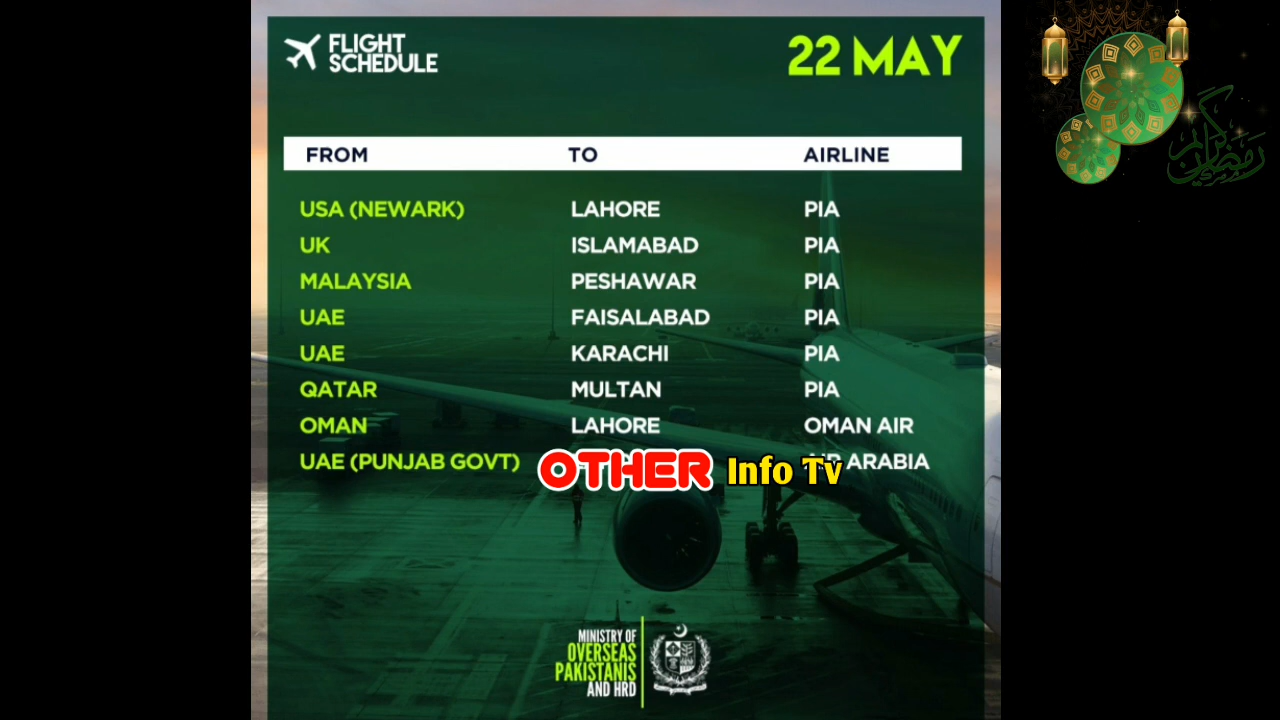 FLIGHT
SCHEDULE
22 MAY
FROM TO AIRLINE
USA (NEWARK) LAHORE PIA
UK ISLAMABAD PIA
MALAYSIA PESHAWAR PIA
UAE FAISALABAD PIA
UAE KARACHI PIA
QATAR MULTAN PIA
OMAN LAHORE OMAN AIR
UAE (PUNJAB GOVT) ARABIA
OTHER Info Tv
MINISTRY OF
OVERSEAS
PAKISTANIS
AND HRD
رمضان كريم